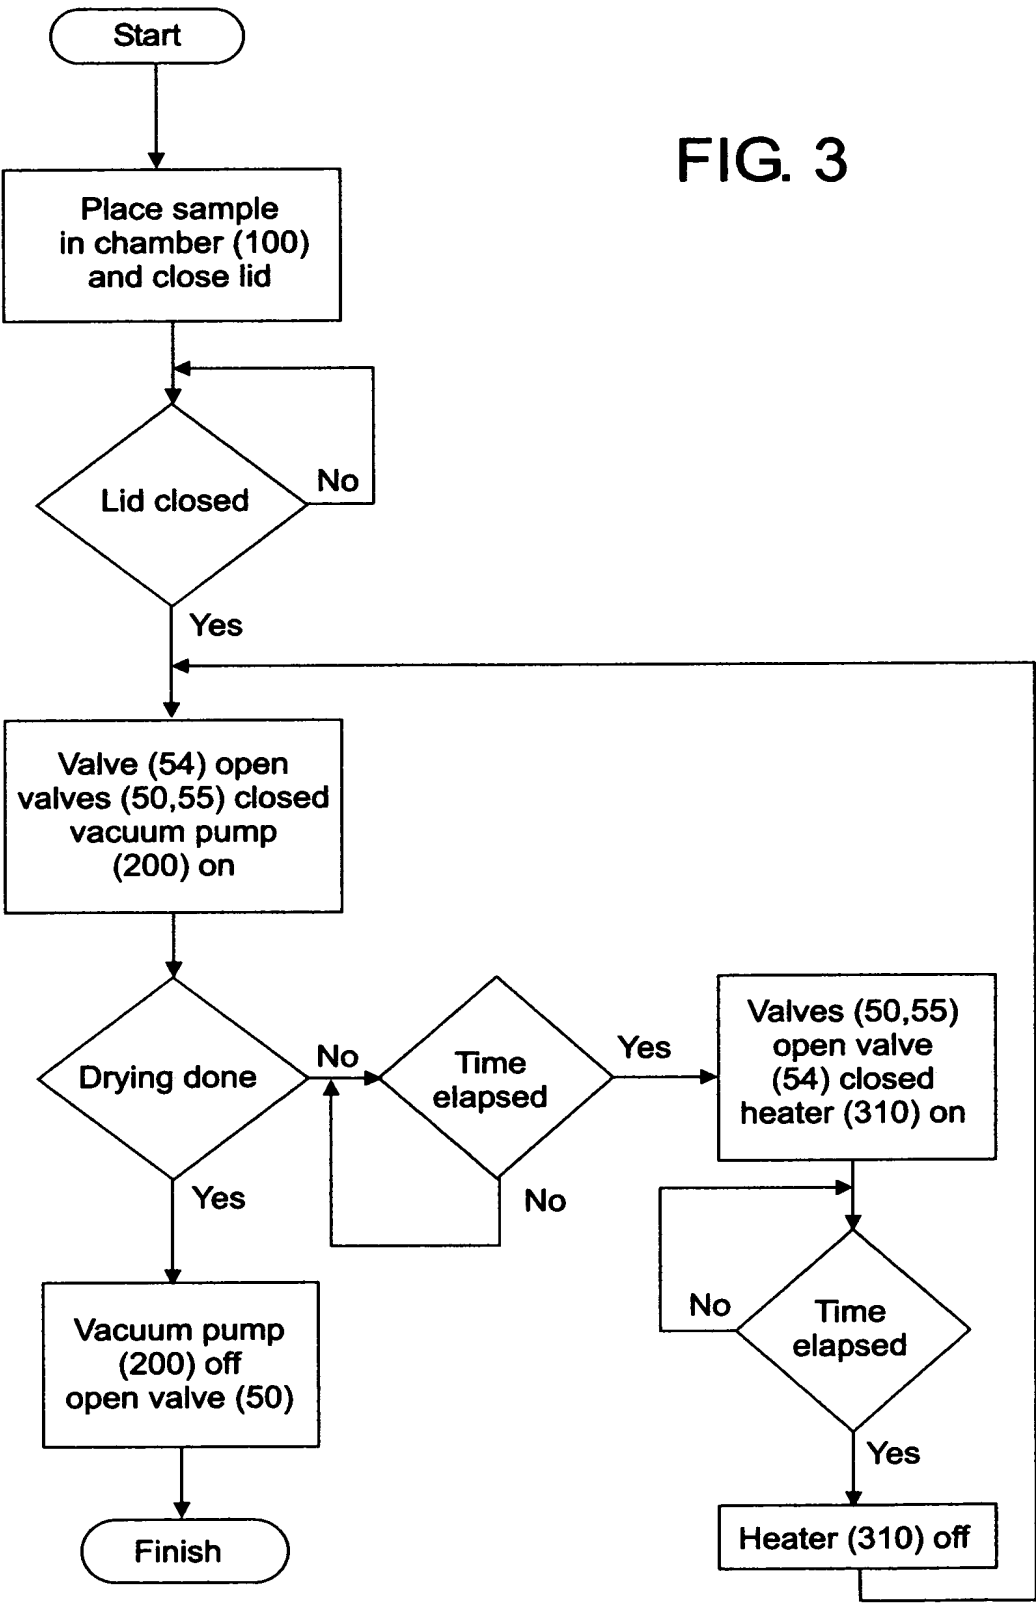 Start
FIG. 3
Place sample
in chamber (100)
and close lid
No
Lid closed
Yes
Valve (54) open
valves (50,55) closed
vacuum pump
(200) on
Drying done
No
Time
elapsed
Yes
Valves (50,55)
open valve
(54) closed
heater (310) on
Yes
No
No
Time
elapsed
Vacuum pump
(200) off
open valve (50)
Yes
Heater (310) off
Finish